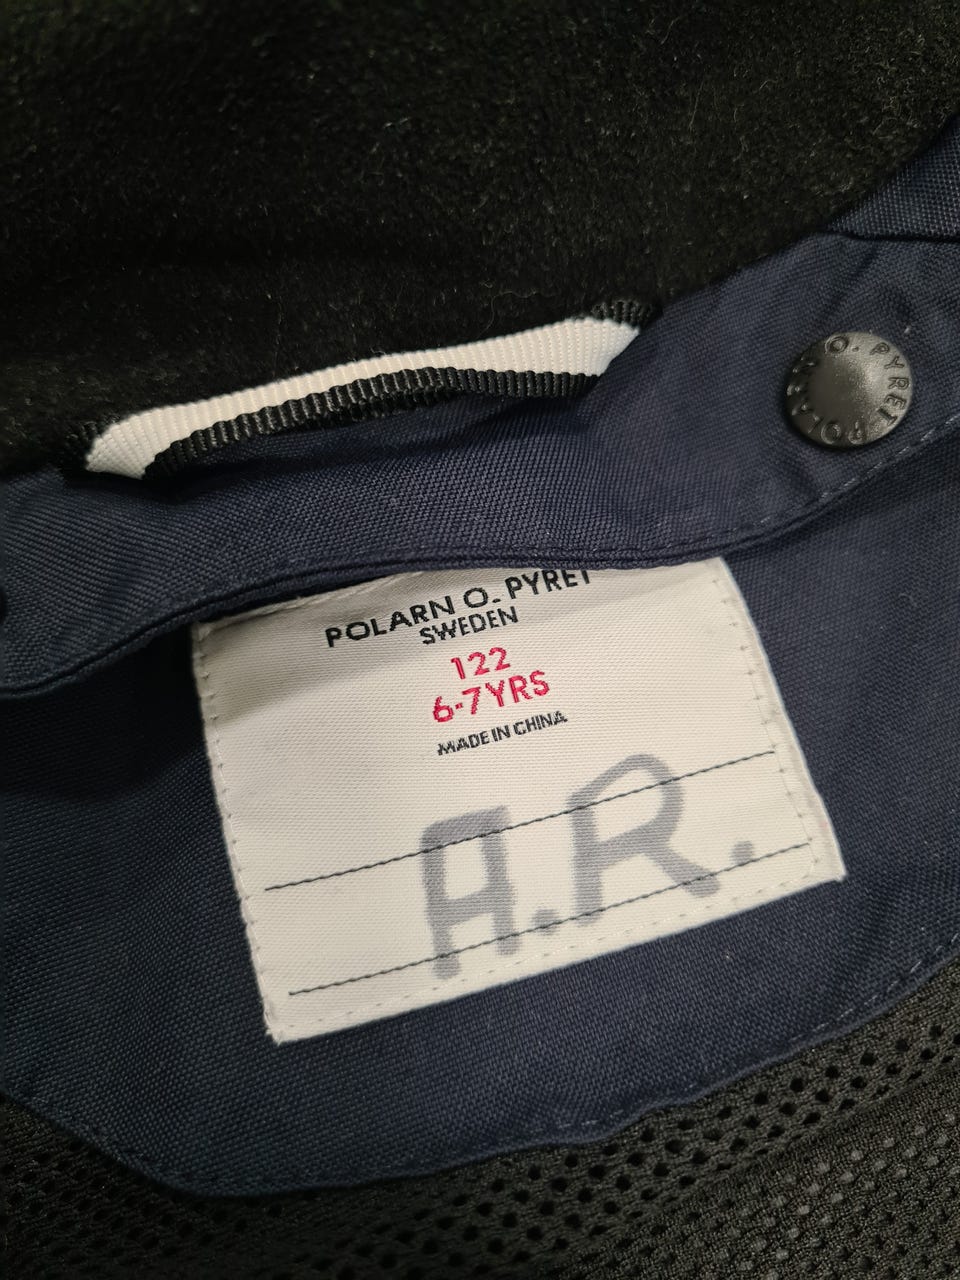 POLARN O. PYRET
POLARN O. PYRET
SWEDEN
122
6-7YRS
MADE IN CHINA
A.R.